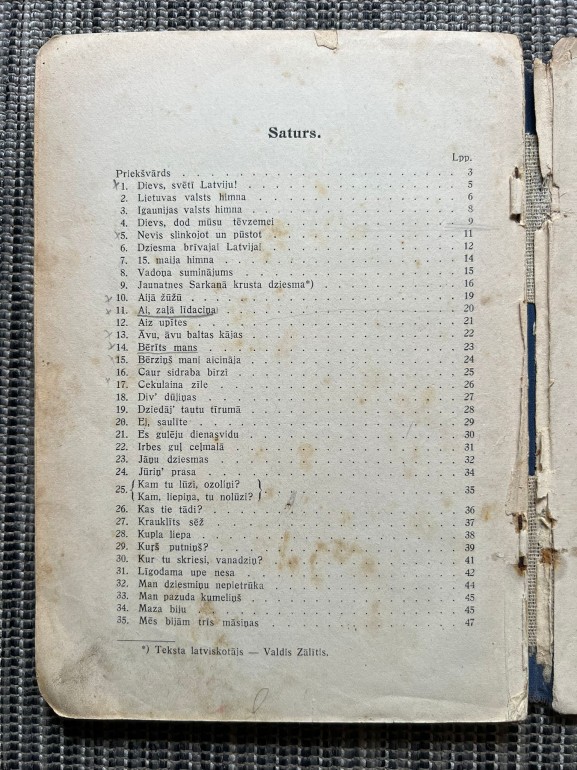 Saturs.
Lpp.
Priekšvārds . . . 3
1. Dievs, svētī Latviju! . . . 5
2. Lietuvas valsts himna . . . 6
3. Igaunijas valsts himna . . . 8
4. Dievs, dod mūsu tēvzemei . . . 9
5. Nevis slinkojot un pūstot . . . 11
6. Dziesma brīvajai Latvijai . . . 12
7. 15. maija himna . . . 14
8. Vadoņa suminājums . . . 15
9. Jaunatnes Sarkanā krusta dziesma*) . . . 16
10. Aijā žūžū . . . 19
11. Ai, zaļā līdaciņa . . . 20
12. Aiz upītes . . . 21
13. Āvu, āvu baltas kājas . . . 22
14. Bērīts mans . . . 23
15. Bērziņš mani aicināja . . . 24
16. Caur sidraba birzi . . . 25
17. Cekulaina zīle . . . 26
18. Div' dūjiņas . . . 27
19. Dziedāj' tautu tīrumā . . . 28
20. Ej, saulīte . . . 29
21. Es gulēju dienasvidu . . . 30
22. Irbes guļ ceļmalā . . . 31
23. Jāņu dziesmas . . . 32
24. Jūriņ' prasa . . . 34
25. {Kam tu lūzi, ozoliņi?
Kam, liepiņa, tu nolūzi?} . . . 35
26. Kas tie tādi? . . . 36
27. Krauklīts sēž . . . 37
28. Kupla liepa . . . 38
29. Kuŗš putniņš? . . . 39
30. Kur tu skriesi, vanadziņ? . . . 41
31. Līgodama upe nesa . . . 42
32. Man dziesmiņu nepietrūka . . . 44
33. Man pazuda kumeliņš . . . 45
34. Maza biju . . . 45
35. Mēs bijām trīs māsiņas . . . 47
*) Teksta latviskotājs — Valdis Zālītis.